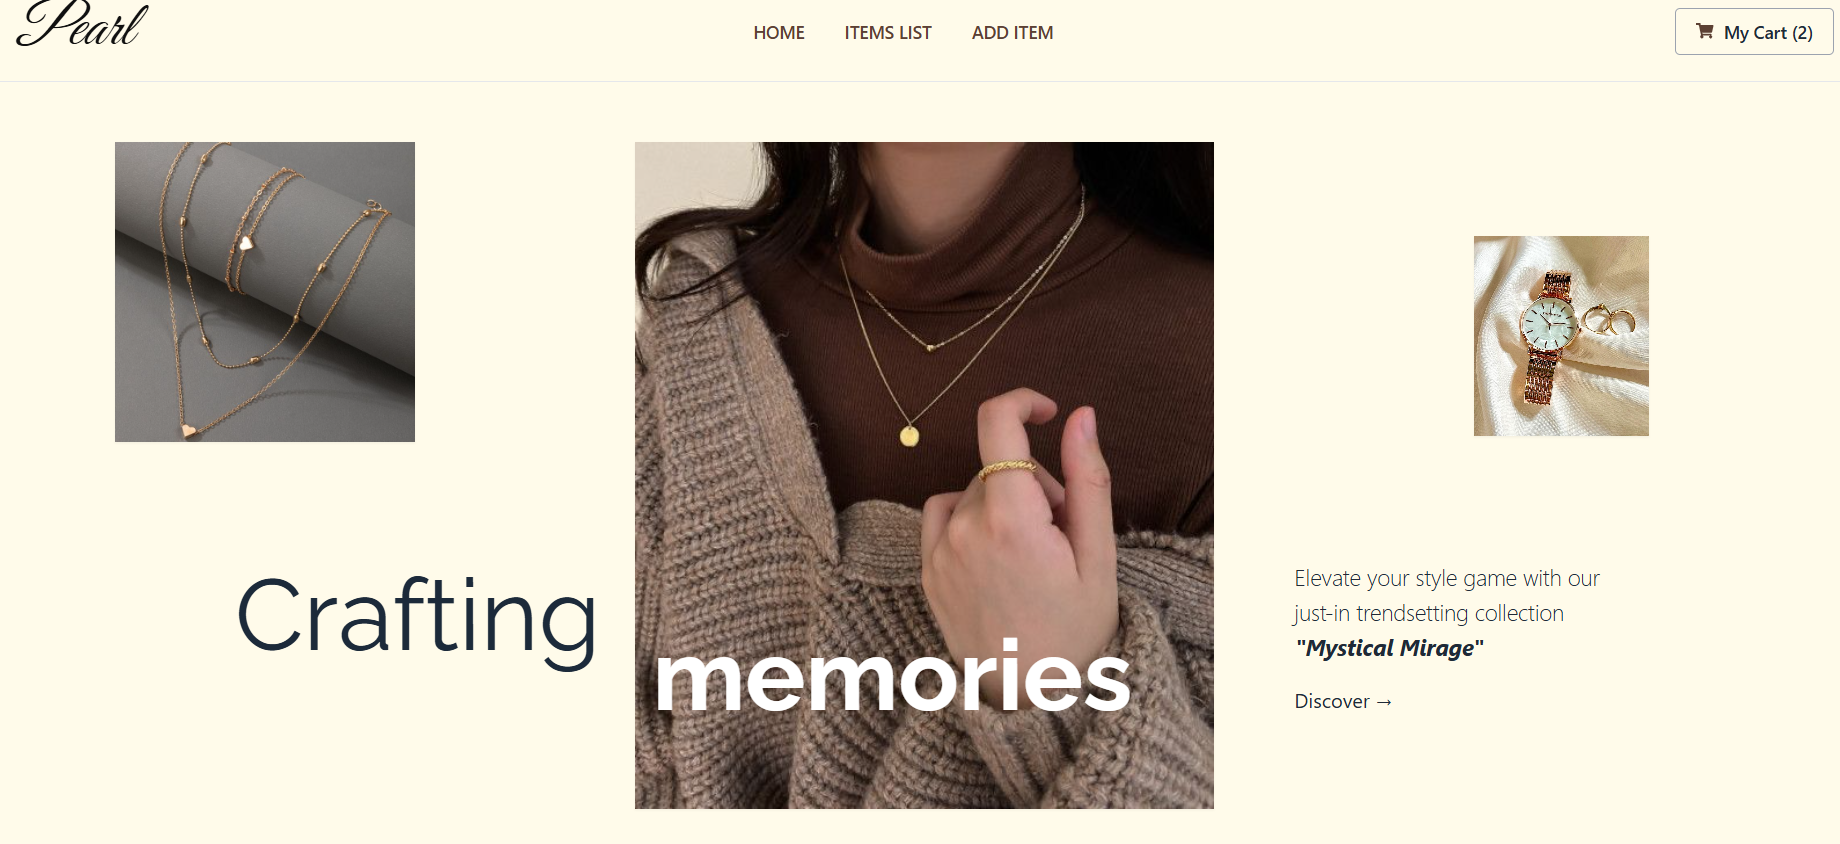 Pearl
HOME
ITEMS LIST
ADD ITEM
My Cart (2)
Crafting
memories
Elevate your style game with our
just-in trendsetting collection
"Mystical Mirage"
Discover →